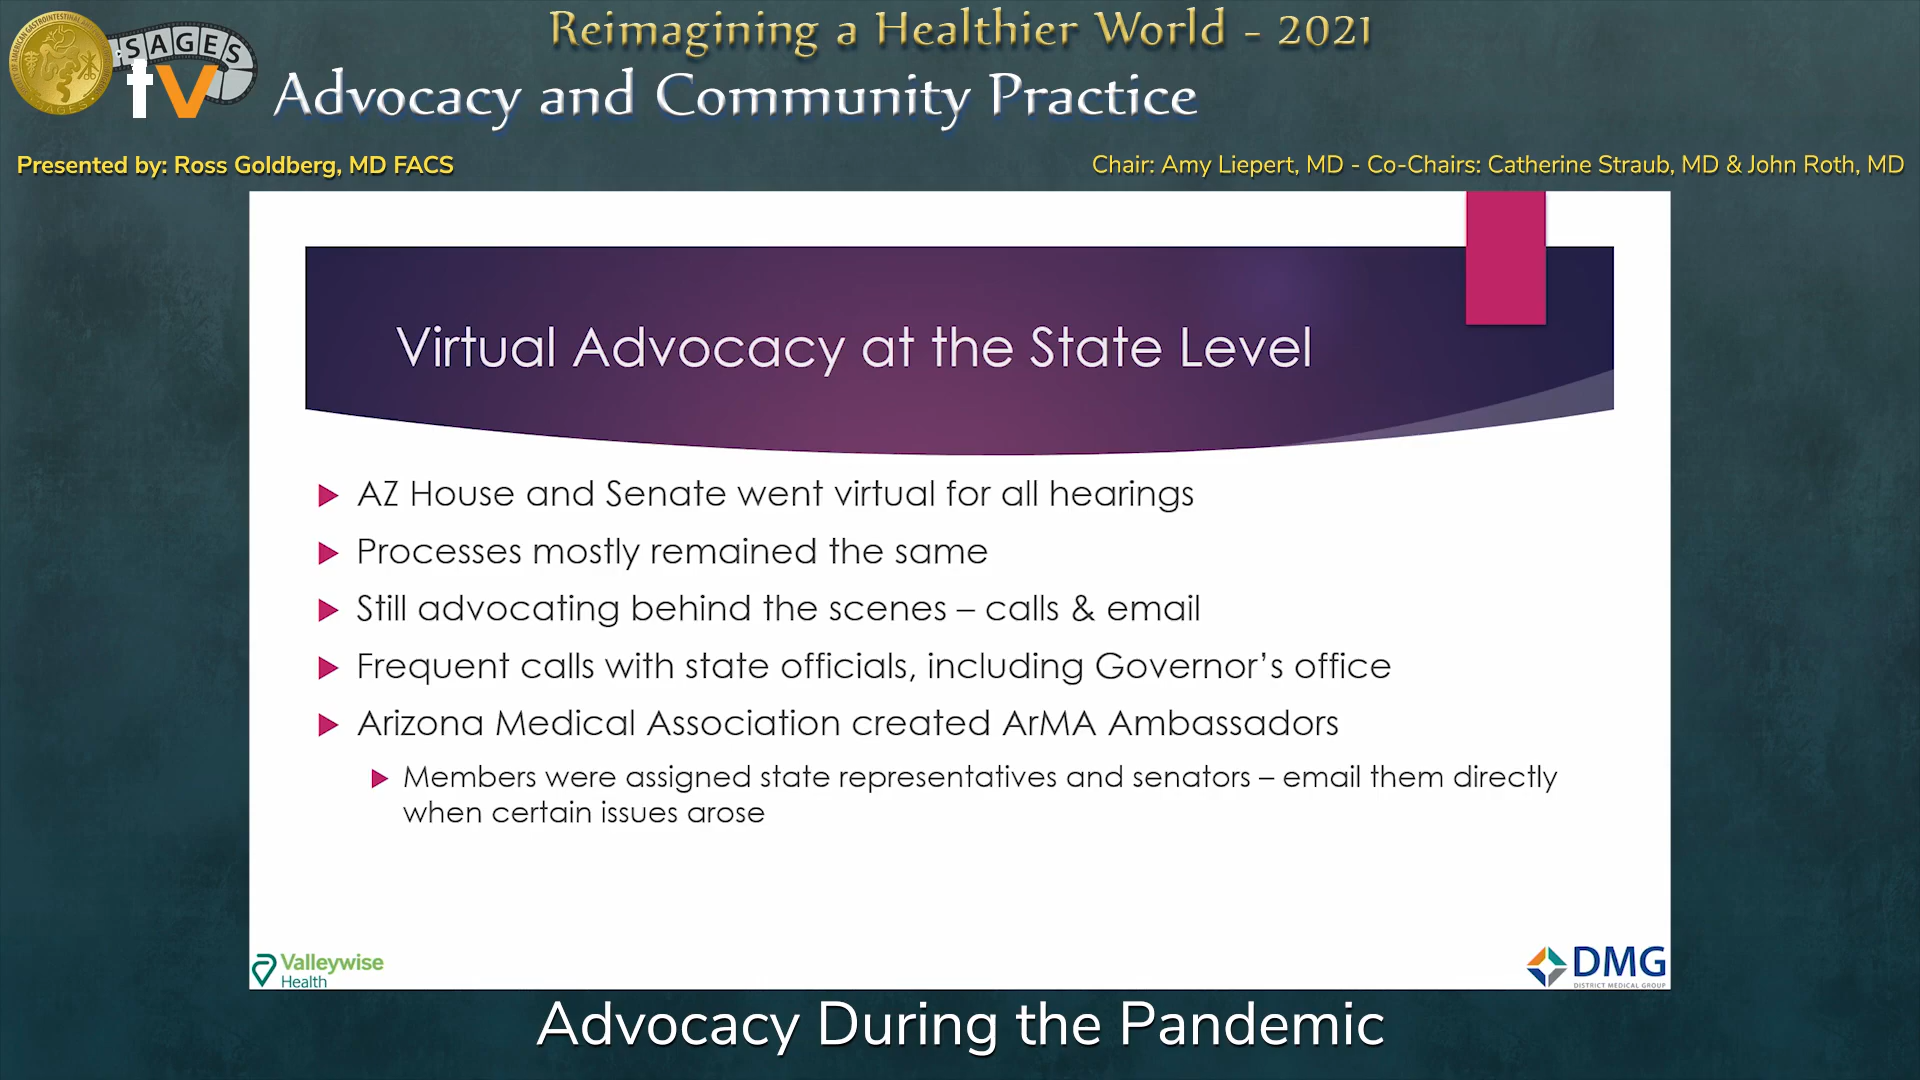 Reimagining a Healthier World - 2021
SAGES
tv
Advocacy and Community Practice
Presented by: Ross Goldberg, MD FACS
Chair: Amy Liepert, MD - Co-Chairs: Catherine Straub, MD & John Roth, MD
Virtual Advocacy at the State Level
AZ House and Senate went virtual for all hearings
Processes mostly remained the same
Still advocating behind the scenes – calls & email
Frequent calls with state officials, including Governor’s office
Arizona Medical Association created ArMA Ambassadors
Members were assigned state representatives and senators – email them directly
when certain issues arose
Valleywise
Health
DMG
DISTRICT MEDICAL GROUP
Advocacy During the Pandemic